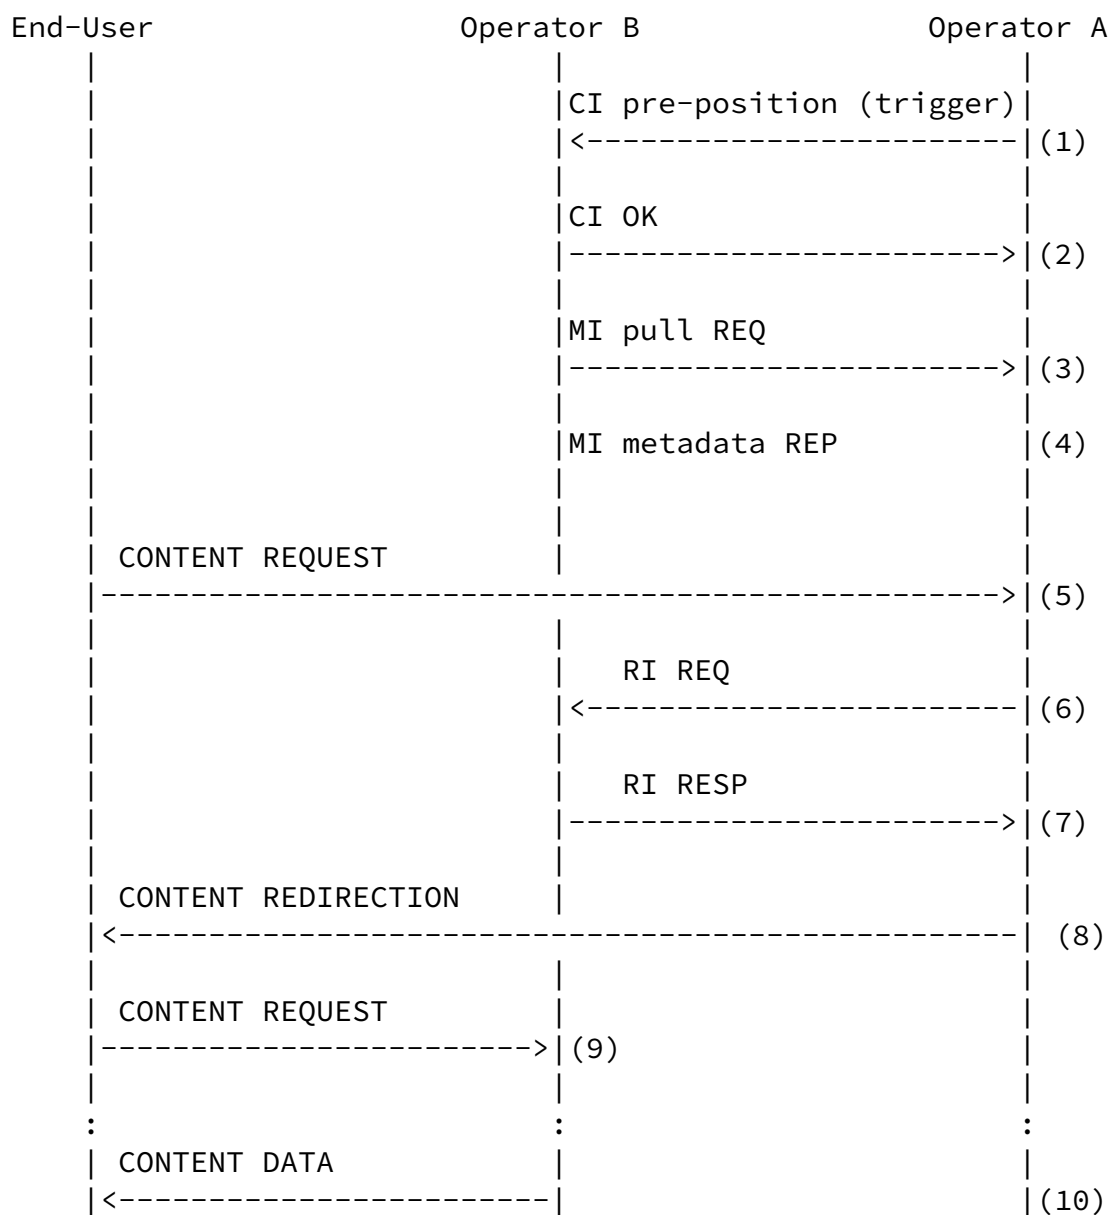 End-User Operator B Operator A
CI pre-position (trigger)
(1)
CI OK
(2)
MI pull REQ
(3)
MI metadata REP (4)
CONTENT REQUEST
(5)
RI REQ
(6)
RI RESP
(7)
CONTENT REDIRECTION
(8)
CONTENT REQUEST
(9)
: : :
CONTENT DATA
(10)